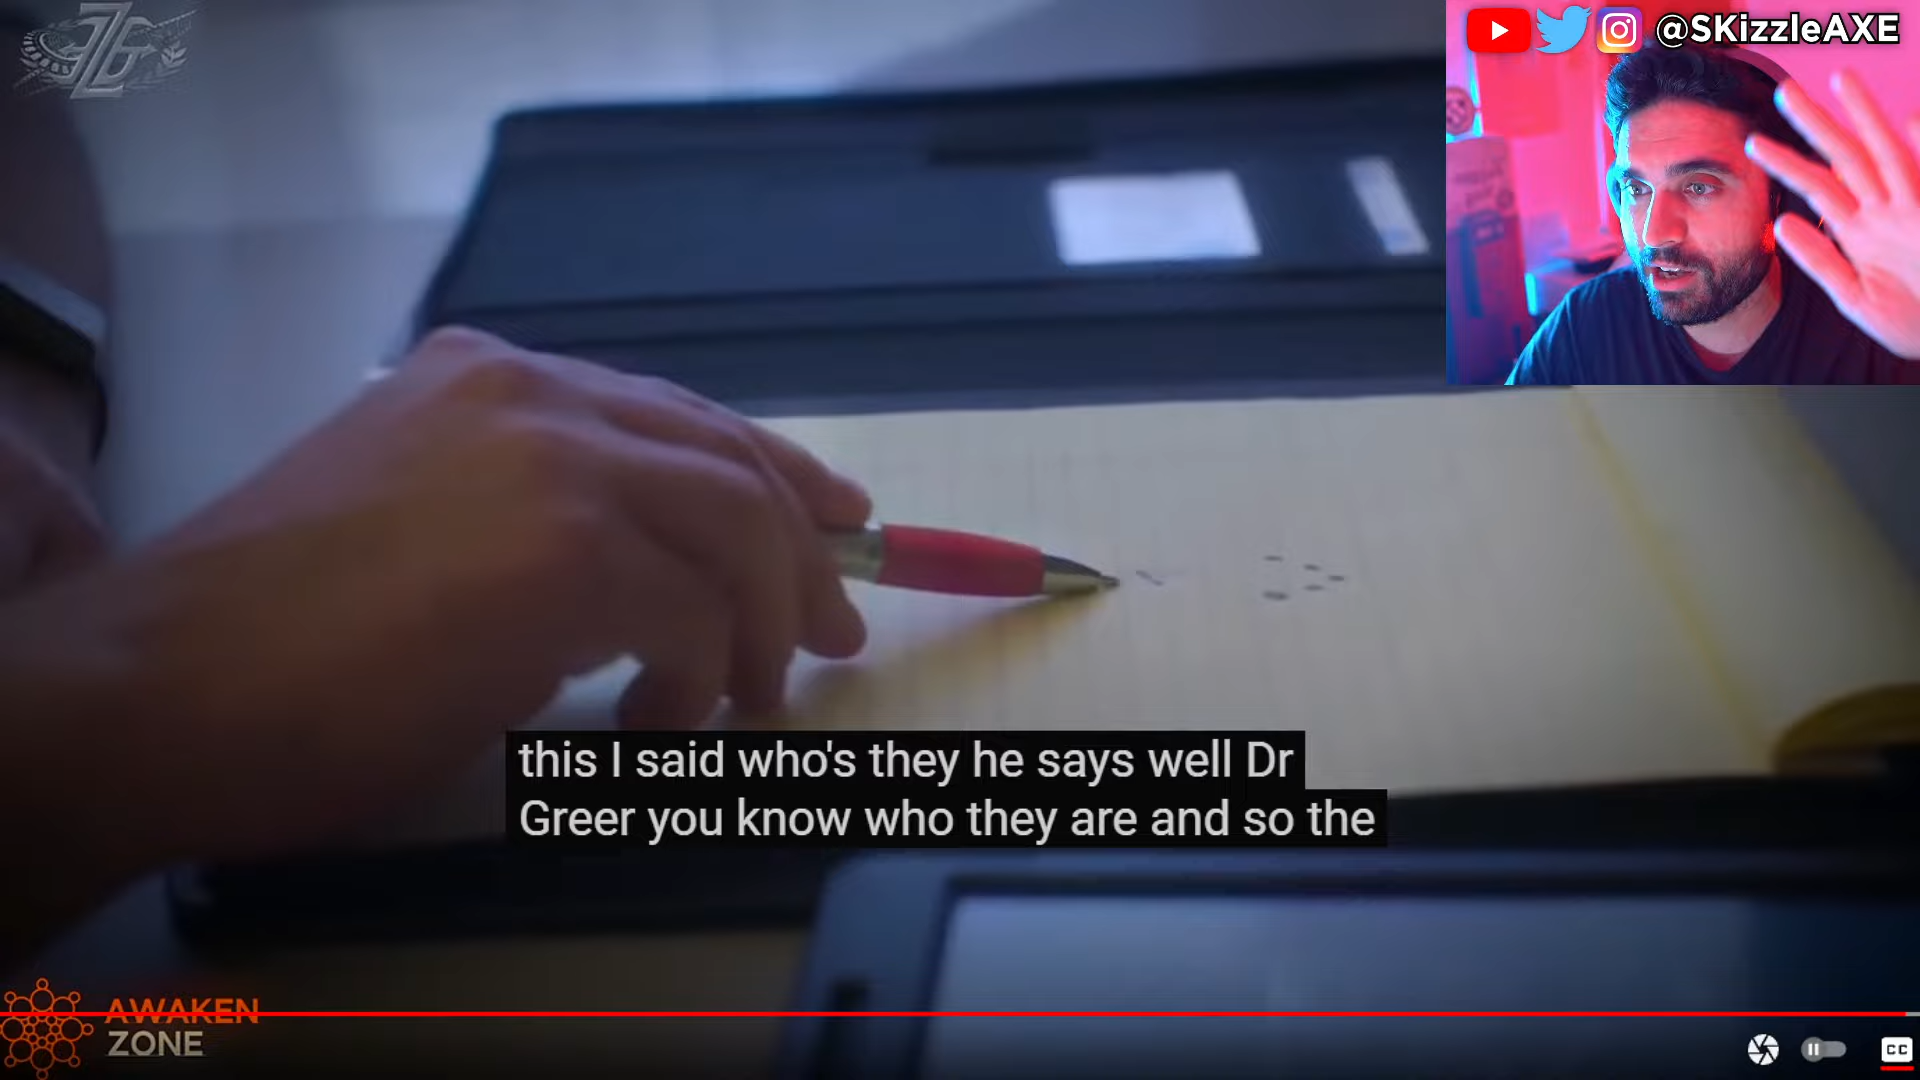 @SKizzleAXE
this I said who's they he says well Dr
Greer you know who they are and so the
AWAKEN
ZONE
CC